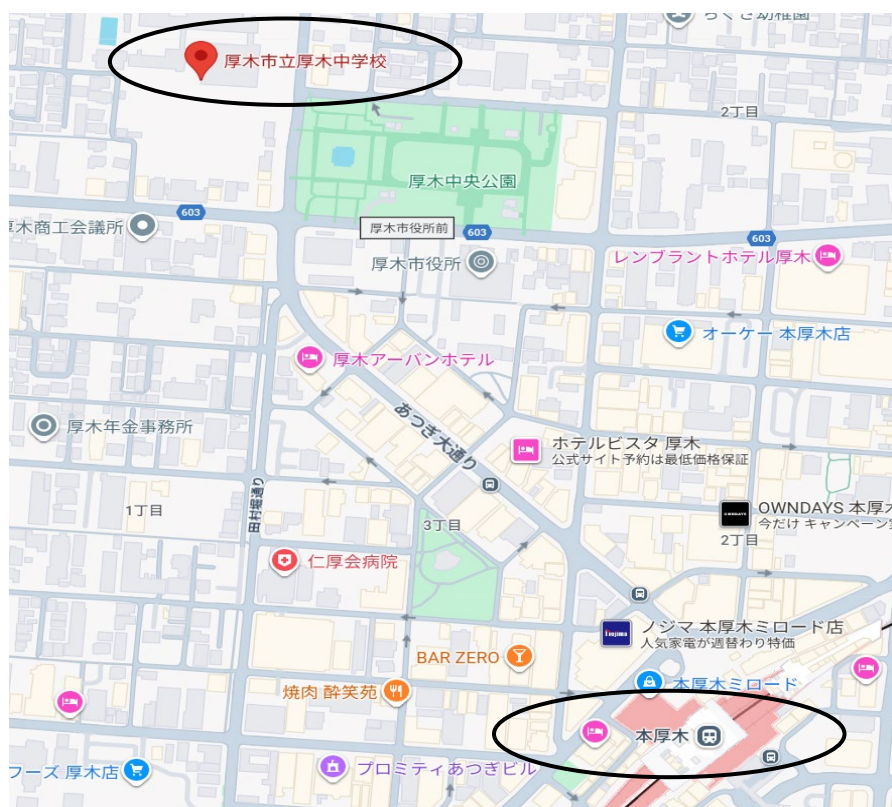 厚木市立厚木中学校
2丁目
厚木中央公園
603
商工会議所
厚木市役所前
603
603
厚木市役所
レンブラントホテル厚木
オーケー 本厚木店
厚木アーバンホテル
あつぎ大通り
厚木年金事務所
ホテルビスタ 厚木
公式サイト予約は最低価格保証
田村堀通り
1丁目
3丁目
OWNDAYS
OWNDAYS 本厚
今だけ キャンペーン
2丁目
仁厚会病院
nojima
ノジマ 本厚木ミロード店
人気家電が週替わり特価
BAR ZERO
本厚木ミロード
焼肉 酔笑苑
本厚木
フーズ 厚木店
プロミティあつぎビル